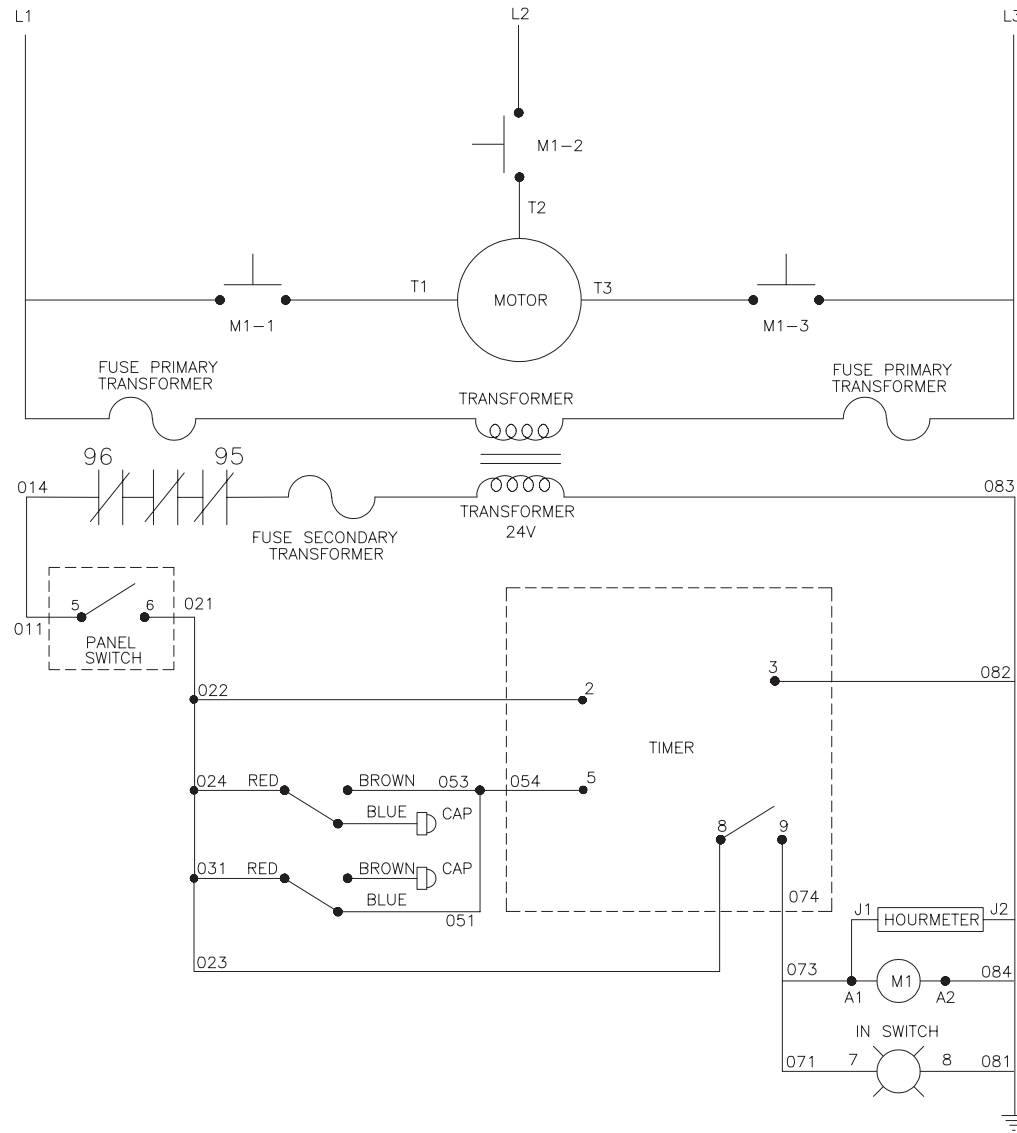 L1
L2
L3
M1-2
T2
T1
MOTOR
T3
M1-1
M1-3
FUSE PRIMARY
TRANSFORMER
TRANSFORMER
FUSE PRIMARY
TRANSFORMER
96
95
014
083
FUSE SECONDARY
TRANSFORMER
TRANSFORMER
24V
5
6
021
011
PANEL
SWITCH
022
2
3
082
TIMER
024
RED
BROWN
053
054
5
BLUE
CAP
8
9
031
RED
BROWN
CAP
BLUE
051
074
J1
HOURMETER
J2
023
073
M1
084
A1
A2
IN SWITCH
071
7
8
081